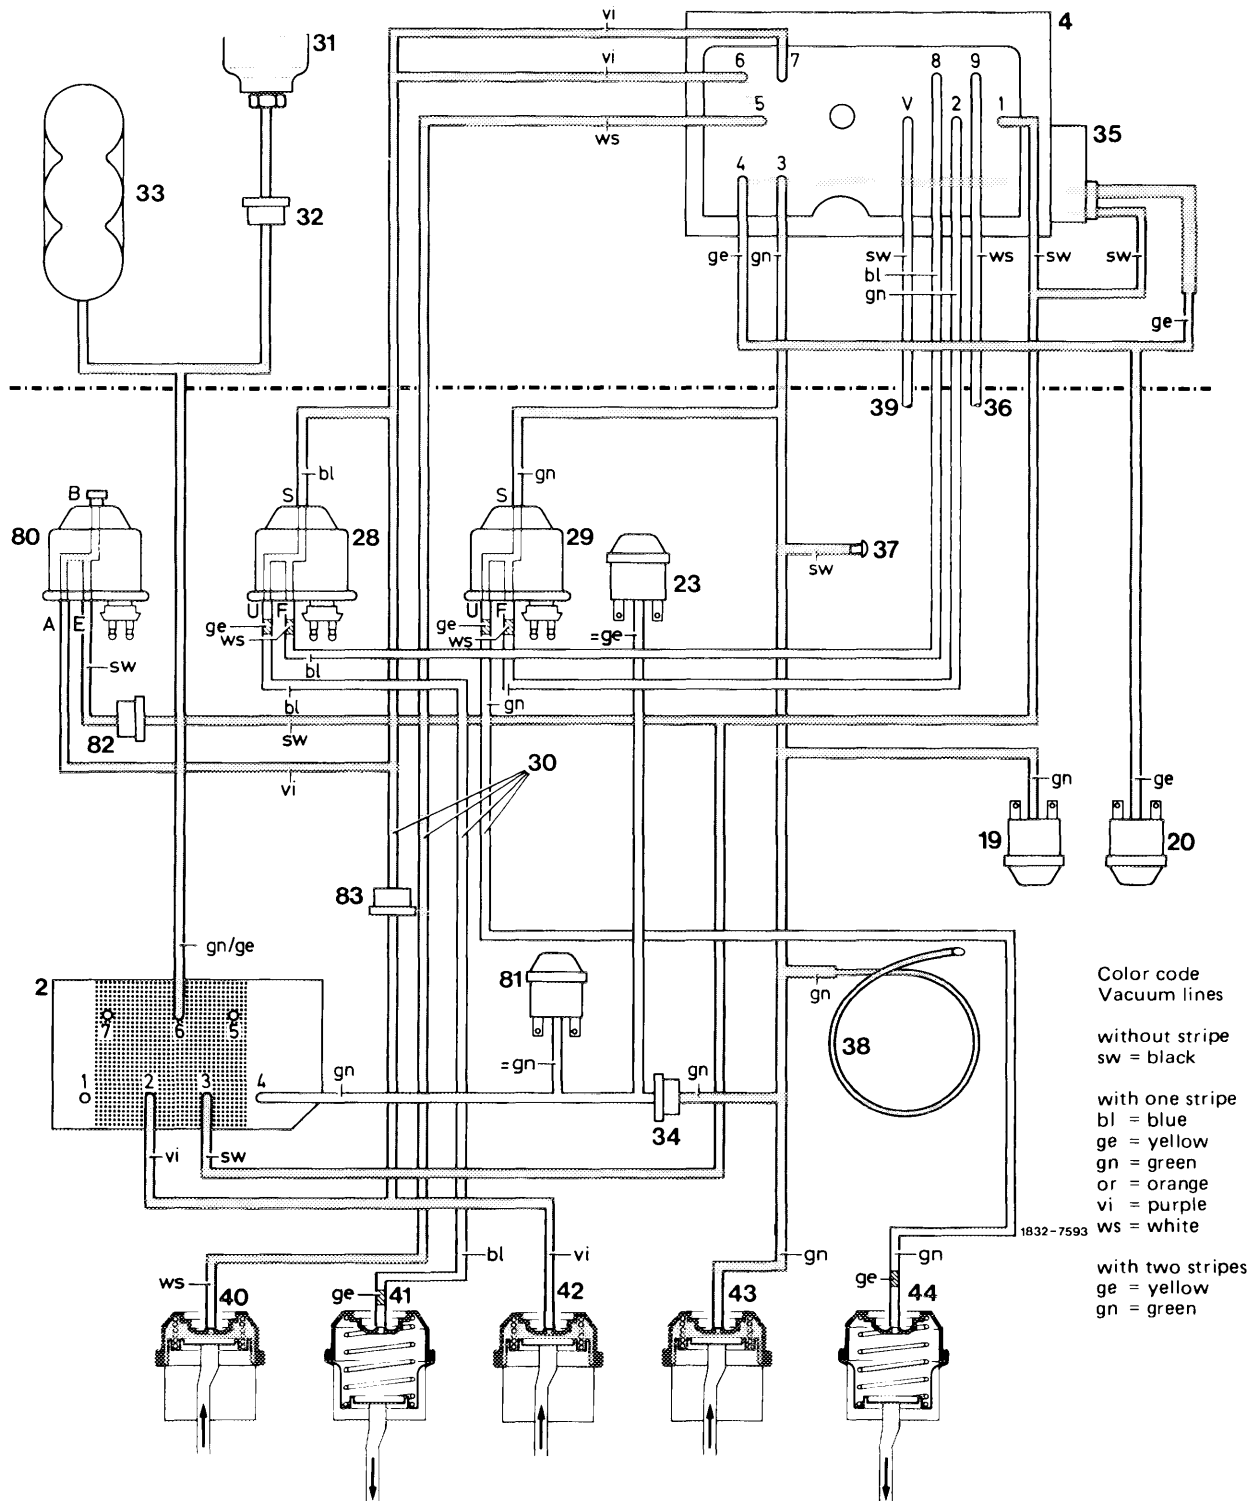 vi
31
4
vi
6
7
8
9
5
V
2
1
ws
35
33
32
4
3
ge
gn
sw
ws
sw
sw
bl
gn
ge
39
36
bl
gn
B
S
S
80
28
29
37
sw
23
A
E
U
F
U
F
ge
ws
ge
ws
=ge
sw
bl
bl
gn
82
sw
30
vi
gn
ge
19
20
83
gn/ge
2
81
gn
38
7
6
5
=gn
1
2
3
4
gn
gn
34
vi
sw
Color code
Vacuum lines
without stripe
sw = black
with one stripe
bl = blue
ge = yellow
gn = green
or = orange
vi = purple
1832-7593 ws = white
with two stripes
ge = yellow
gn = green
bl
vi
gn
gn
ws
ge
ge
40
41
42
43
44